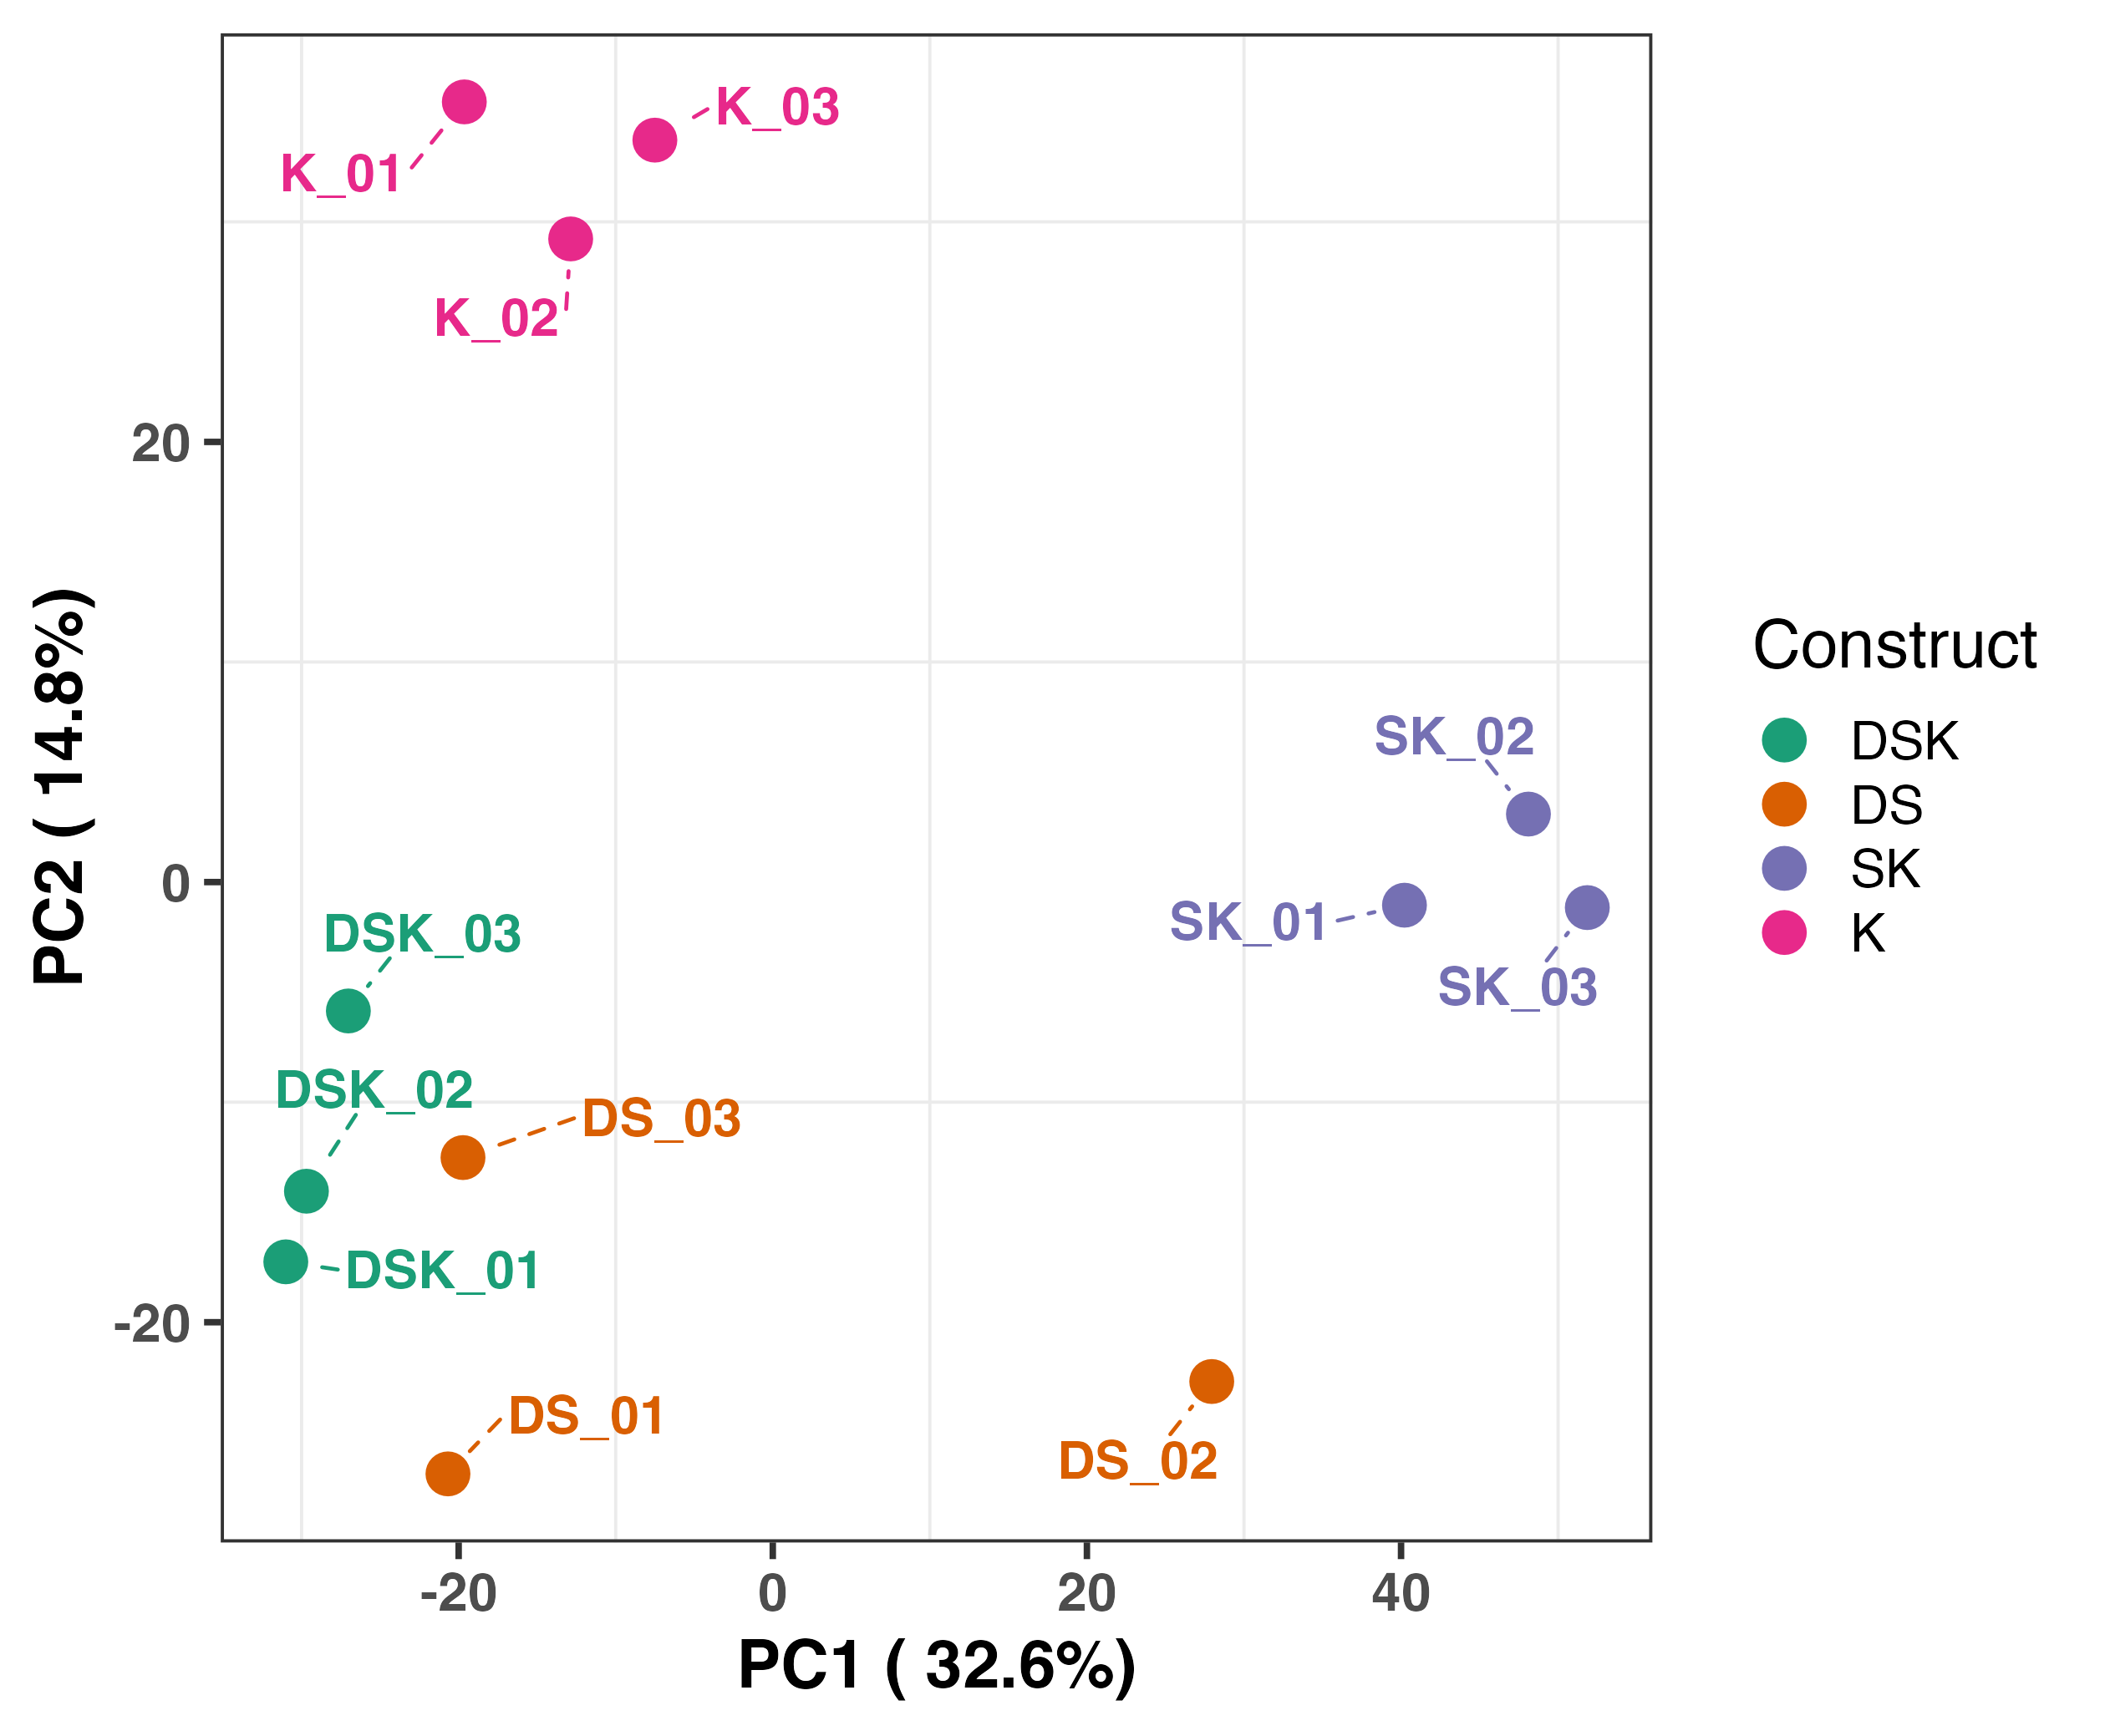 K_01
K_03
K_02
20
PC2 ( 14.8%)
Construct
DSK
DS
SK
K
SK_02
0
SK_01
SK_03
DSK_03
DSK_02
DS_03
DSK_01
-20
DS_01
DS_02
-20
0
20
40
PC1 ( 32.6%)